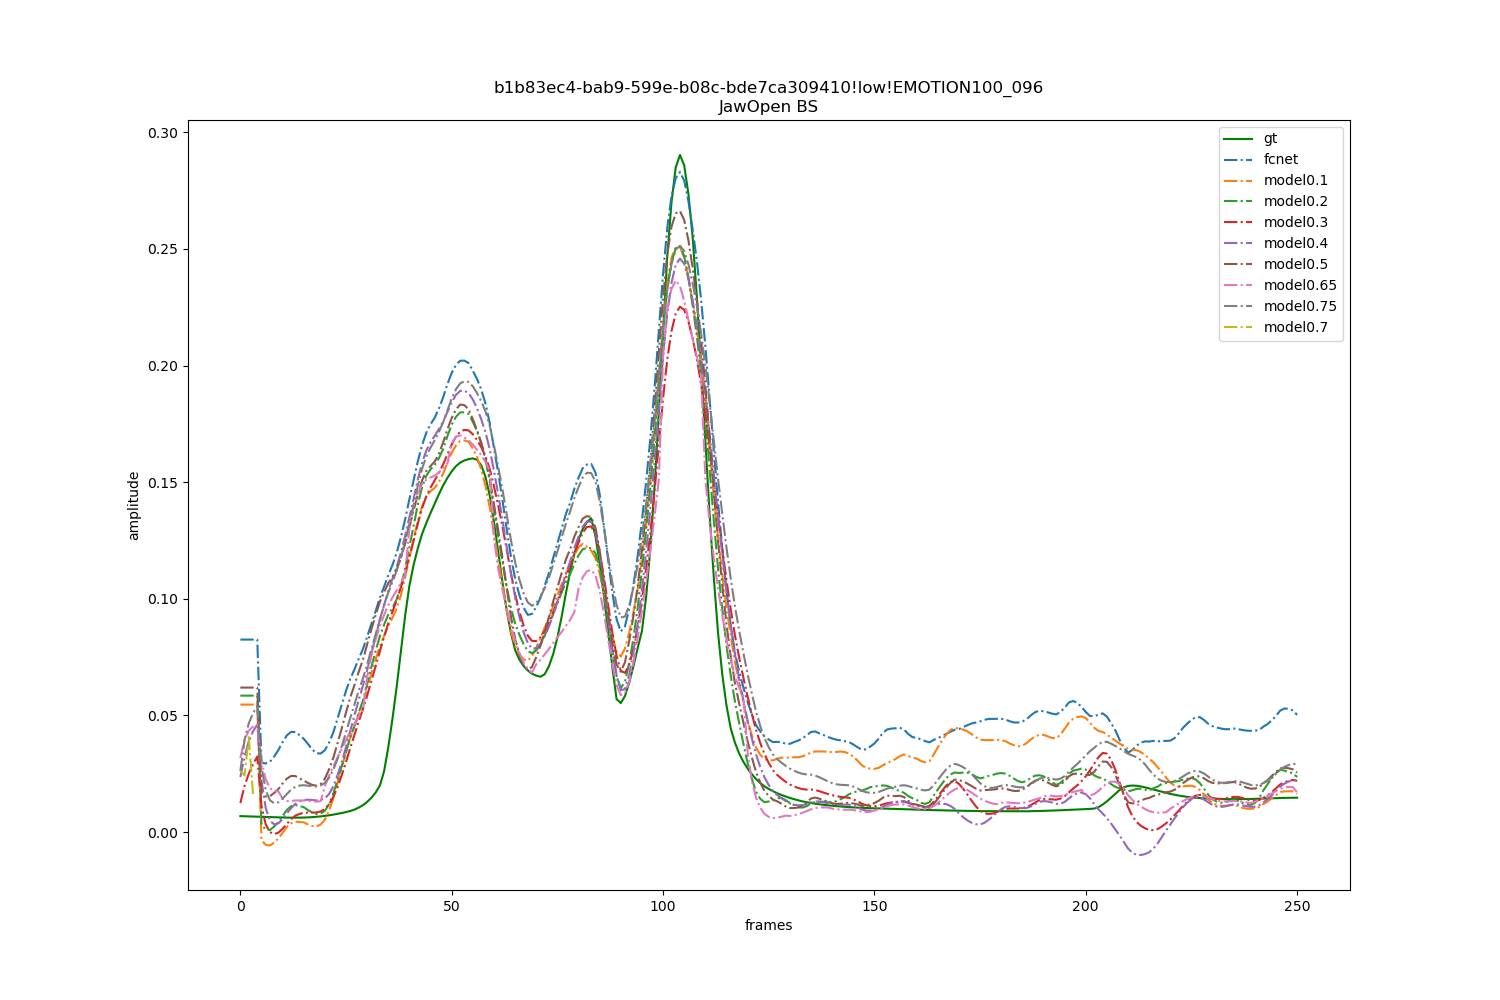 b1b83ec4-bab9-599e-b08c-bde7ca309410!low!EMOTION100_096
JawOpen BS
0.30
0.25
0.20
0.15
0.10
0.05
0.00
amplitude
gt
fcnet
model0.1
model0.2
model0.3
model0.4
model0.5
model0.65
model0.75
model0.7
0
50
100
150
200
250
frames